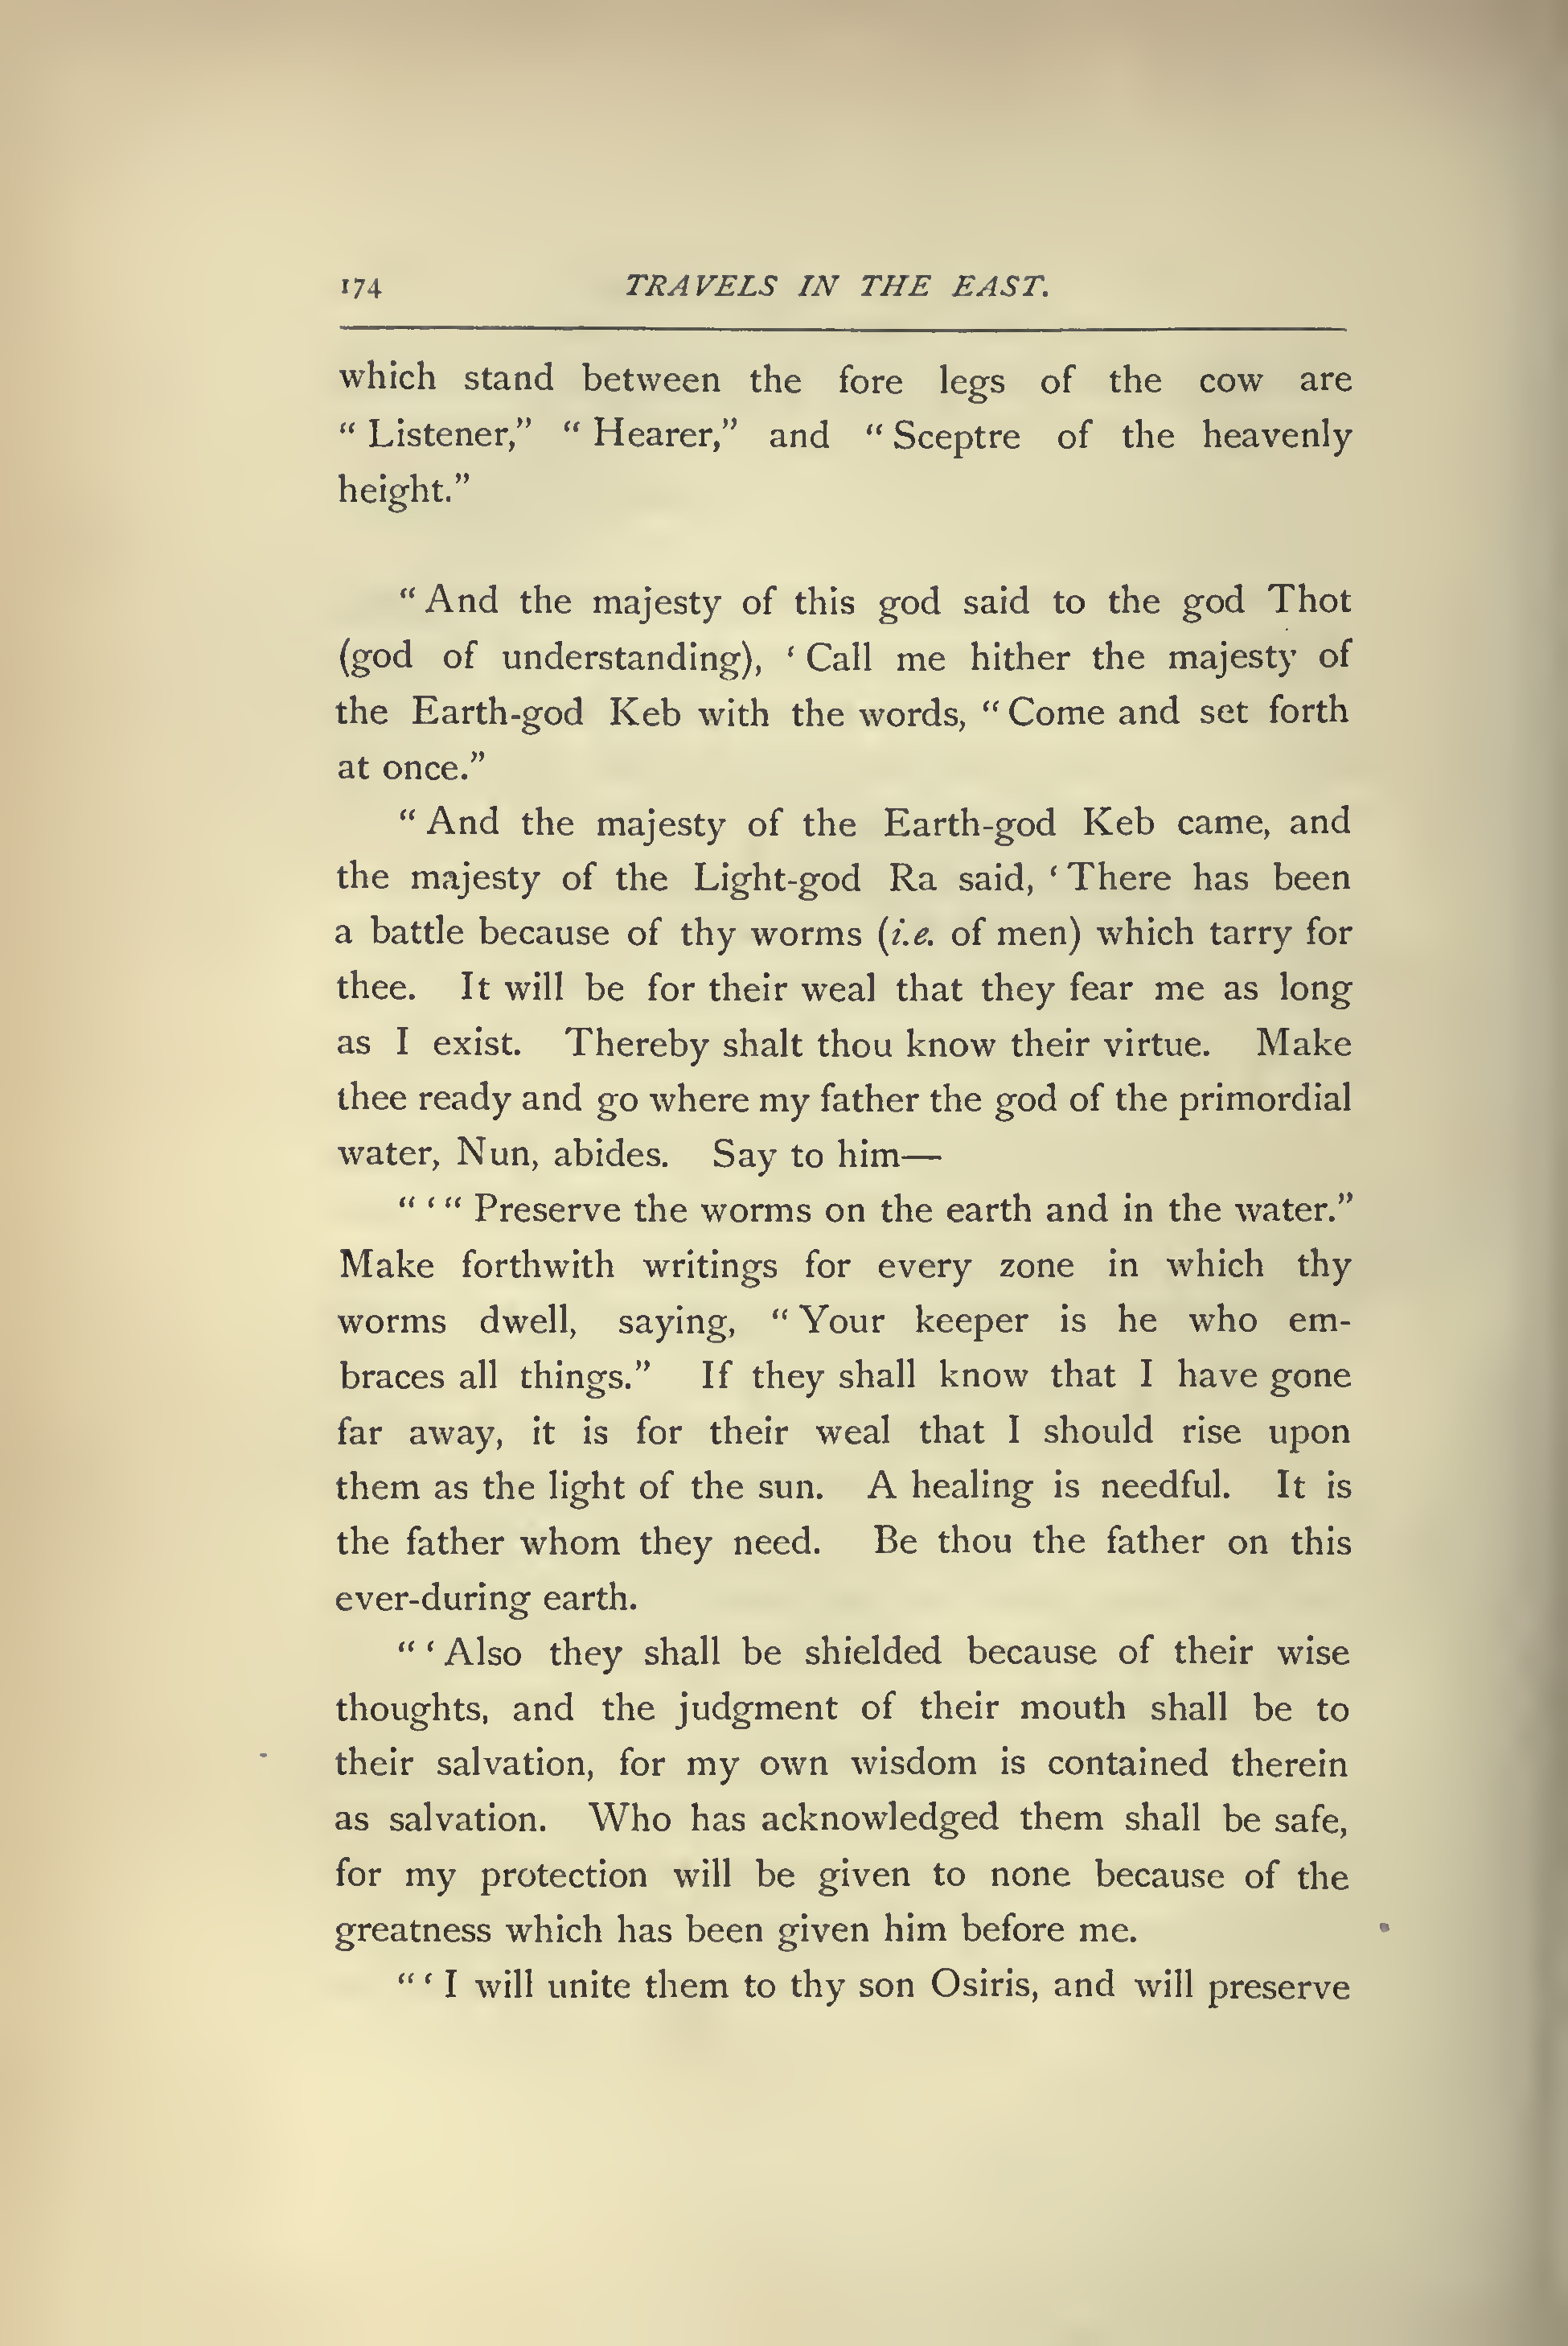 174 TRAVELS IN THE EAST.
which stand between the fore legs of the cow are
“ Listener,” “ Hearer,” and “ Sceptre of the heavenly
height.”
“ And the majesty of this god said to the god Thot
(god of understanding), ‘ Call me hither the majesty of
the Earth-god Keb with the words, “ Come and set forth
at once.”
“ And the majesty of the Earth-god Keb came, and
the majesty of the Light-god Ra said, ‘ There has been
a battle because of thy worms (i.e. of men) which tarry for
thee. It will be for their weal that they fear me as long
as I exist. Thereby shalt thou know their virtue. Make
thee ready and go where my father the god of the primordial
water, Nun, abides. Say to him—
“ ‘ “ Preserve the worms on the earth and in the water.”
Make forthwith writings for every zone in which thy
worms dwell, saying, “ Your keeper is he who em-
braces all things.” If they shall know that I have gone
far away, it is for their weal that I should rise upon
them as the light of the sun. A healing is needful. It is
the father whom they need. Be thou the father on this
ever-during earth.
“ ‘ Also they shall be shielded because of their wise
thoughts, and the judgment of their mouth shall be to
their salvation, for my own wisdom is contained therein
as salvation. Who has acknowledged them shall be safe,
for my protection will be given to none because of the
greatness which has been given him before me.
“ ‘ I will unite them to thy son Osiris, and will preserve